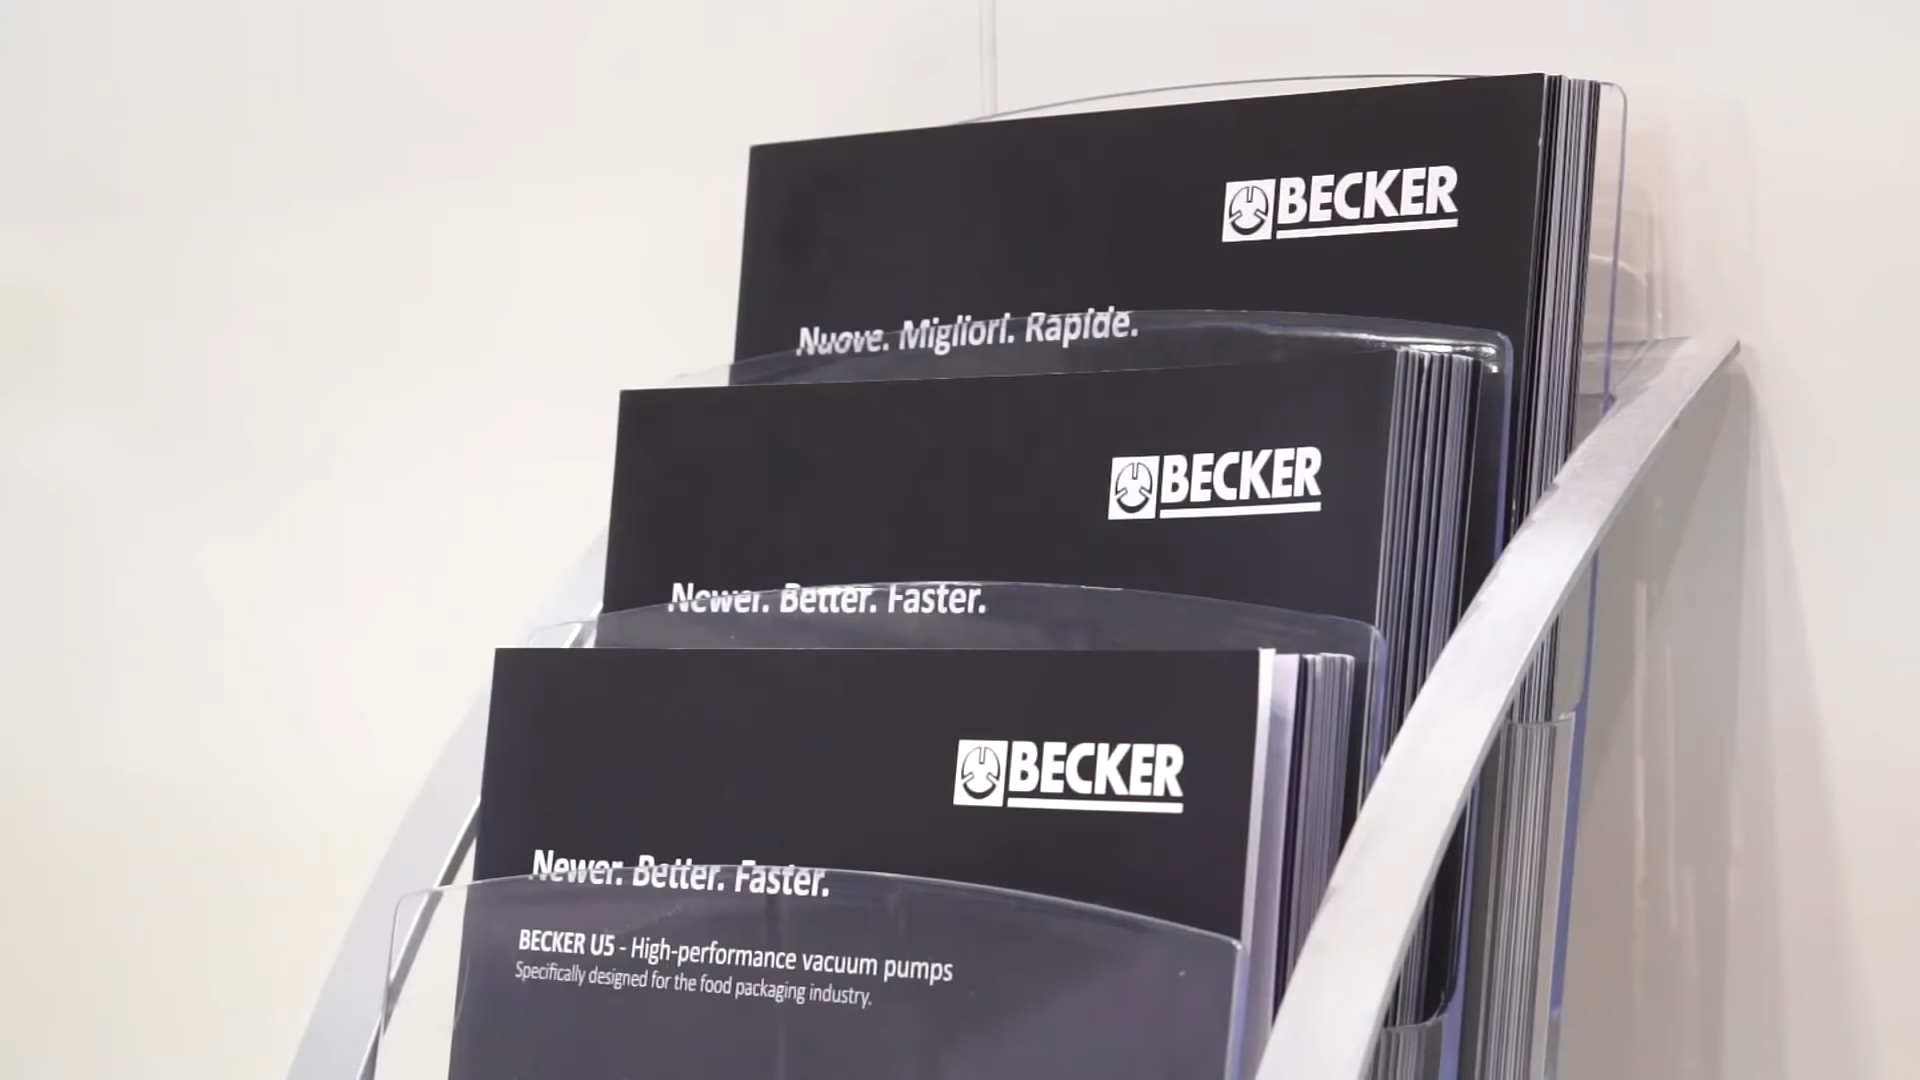 BECKER
Nuove. Migliori. Rapide.
BECKER
Newer. Better. Faster.
BECKER
Newer. Better. Faster.
BECKER U5 - High-performance vacuum pumps
Specifically designed for the food packaging industry.